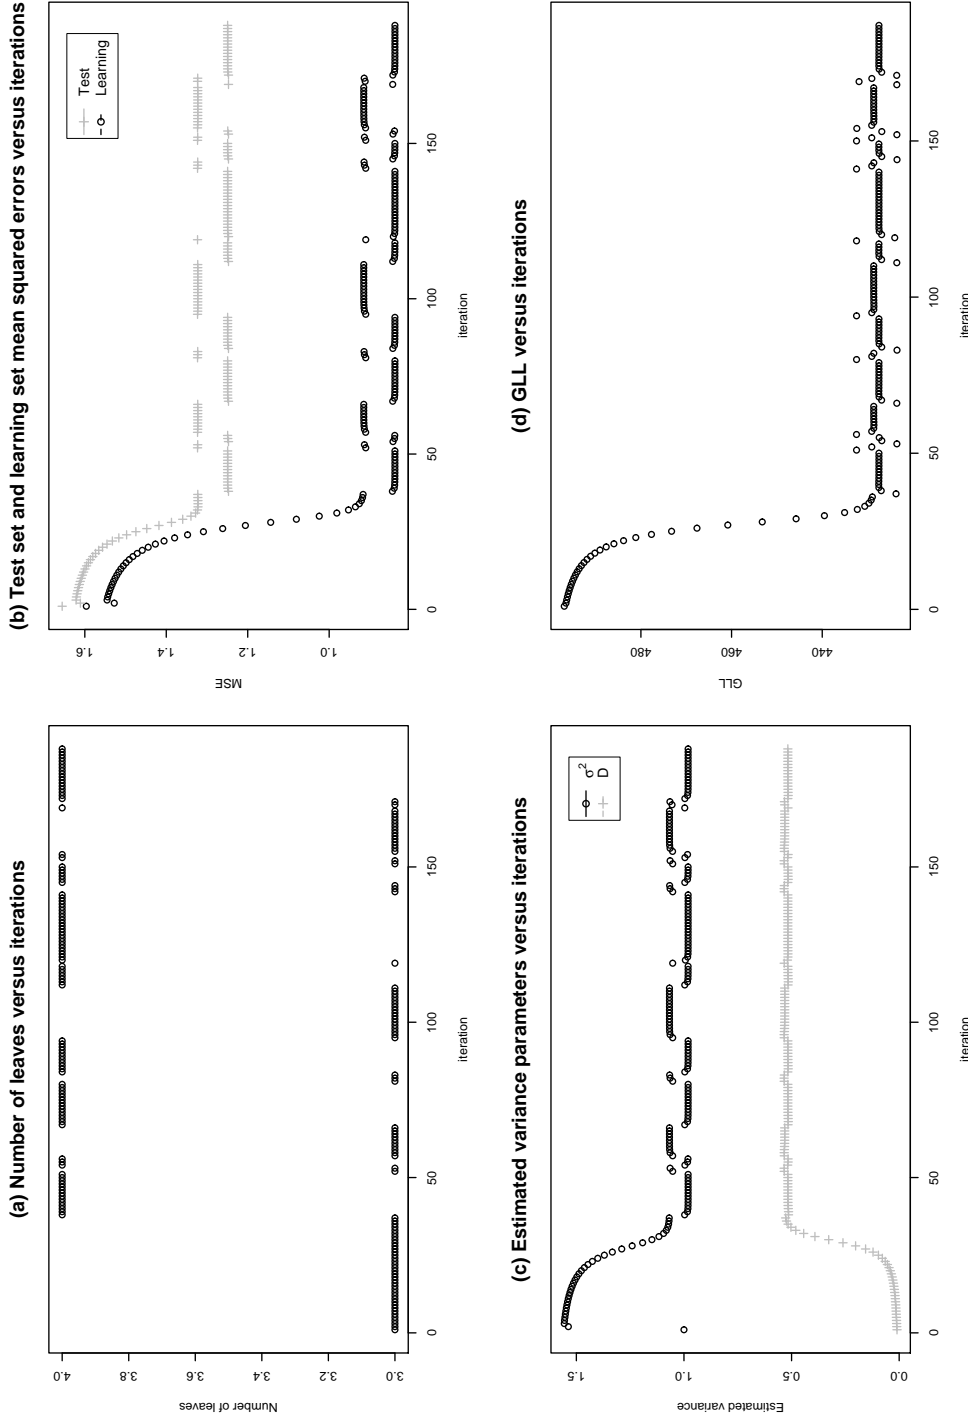 (a) Number of leaves versus iterations
Number of leaves
3.0 3.2 3.4 3.6 3.8 4.0
0 50 100 150
iteration
(b) Test set and learning set mean squared errors versus iterations
MSE
1.0 1.2 1.4 1.6
0 50 100 150
iteration
Test
Learning
(c) Estimated variance parameters versus iterations
Estimated variance
0.0 0.5 1.0 1.5
0 50 100 150
iteration
σ²
D
(d) GLL versus iterations
GLL
440 460 480
0 50 100 150
iteration